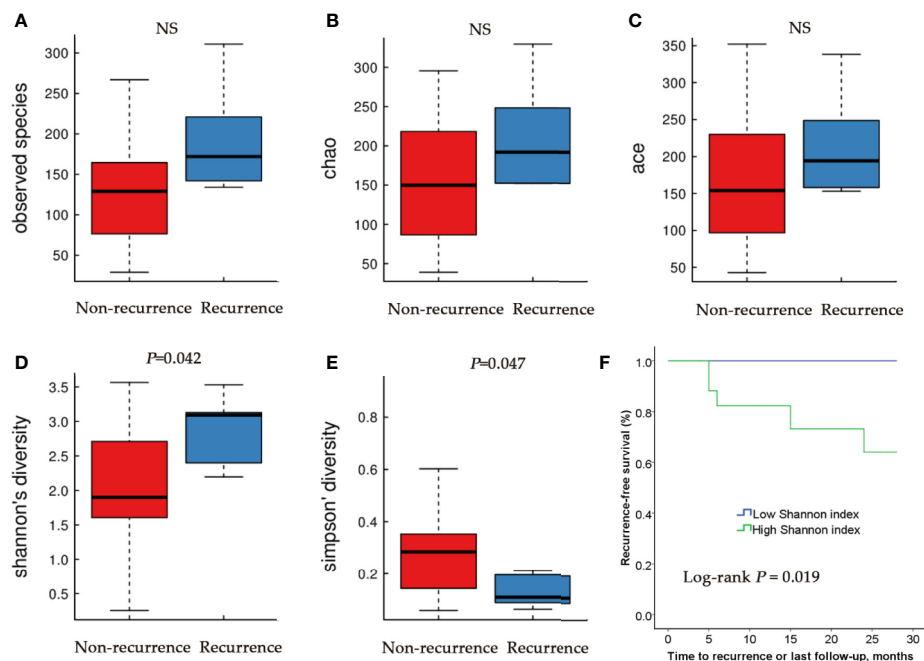 A
NS
observed species
300
250
200
150
100
50
Non-recurrence Recurrence
B
NS
chao
300
250
200
150
100
50
Non-recurrence Recurrence
C
NS
ace
350
300
250
200
150
100
50
Non-recurrence Recurrence
D
P=0.042
shannon's diversity
3.5
3.0
2.5
2.0
1.5
1.0
0.5
Non-recurrence Recurrence
E
P=0.047
simpson' diversity
0.8
0.6
0.4
0.2
Non-recurrence Recurrence
F
Recurrence-free survival (%)
1.0
0.8
0.6
0.4
0.2
0.0
Low Shannon index
High Shannon index
Log-rank P = 0.019
0 5 10 15 20 25 30
Time to recurrence or last follow-up, months